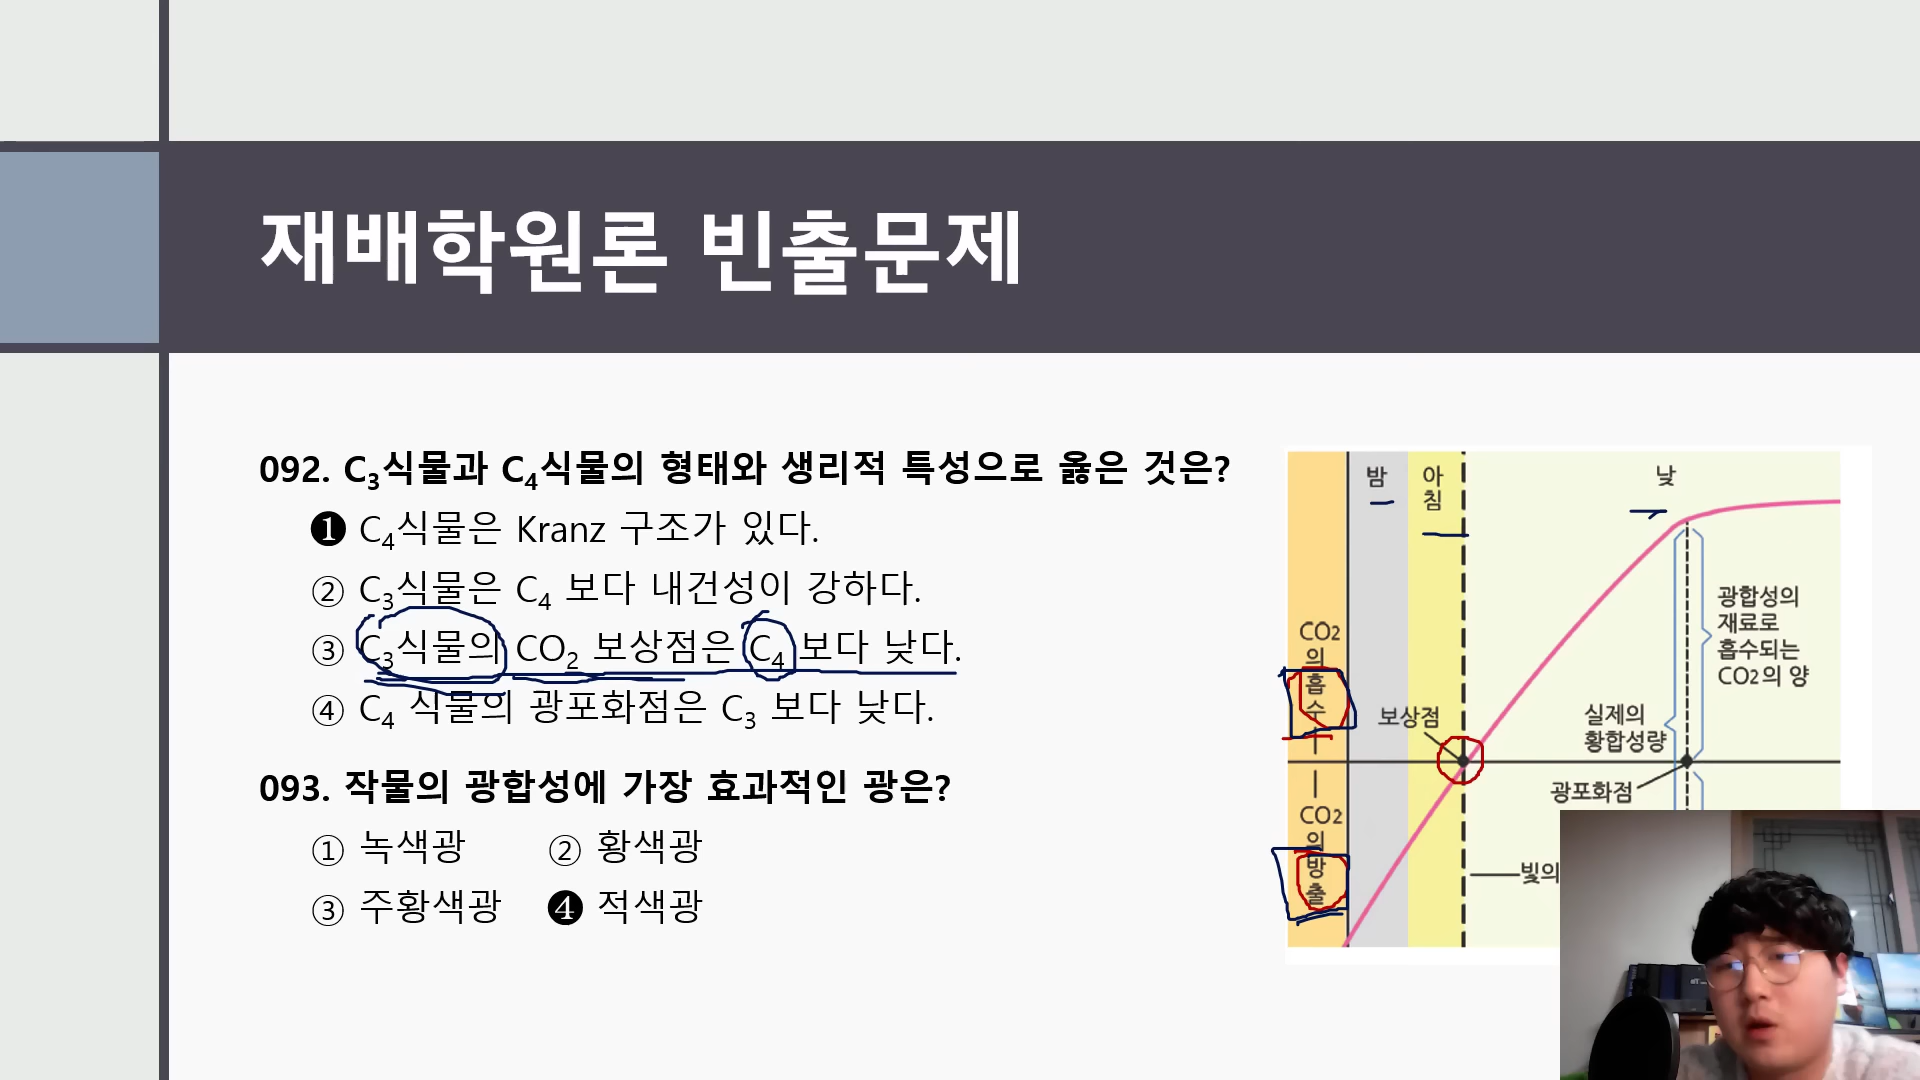 재배학원론 빈출문제
092. C3식물과 C4식물의 형태와 생리적 특성으로 옳은 것은?
❶ C4식물은 Kranz 구조가 있다.
② C3식물은 C4 보다 내건성이 강하다.
③ C3식물의 CO2 보상점은 C4 보다 낮다.
④ C4 식물의 광포화점은 C3 보다 낮다.
093. 작물의 광합성에 가장 효과적인 광은?
① 녹색광 ② 황색광
③ 주황색광 ❹ 적색광
밤
아
침
낮
CO2
의
흡
수
보상점
광합성의
재료로
흡수되는
CO2의 양
실제의
광합성량
광포화점
CO2
의
방
출
빛의